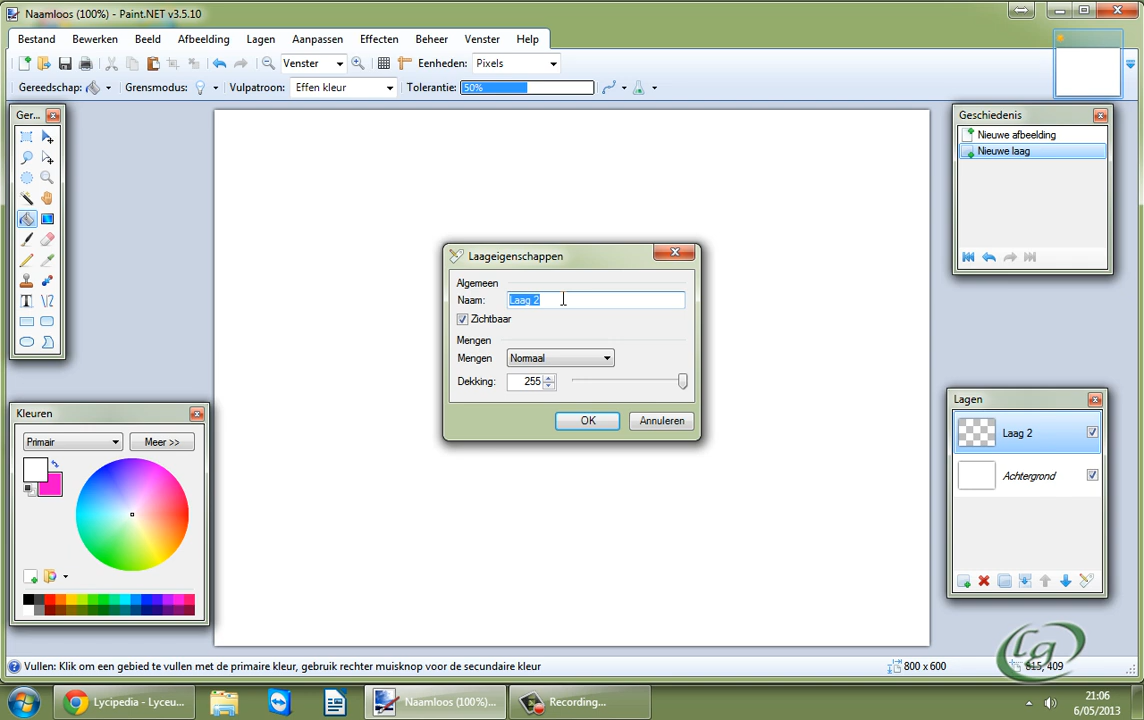 Naamloos (100%) - Paint.NET v3.5.10
Bestand Bewerken Beeld Afbeelding Lagen Aanpassen Effecten Beheer Venster Help
Venster Eenheden: Pixels
Gereedschap: Grensmodus: Vulpatroon: Effen kleur Tolerantie: 50%
Ger...
Geschiedenis
Nieuwe afbeelding
Nieuwe laag
Laageigenschappen
Algemeen
Naam: Laag 2
Zichtbaar
Mengen
Mengen Normaal
Dekking: 255
OK Annuleren
Kleuren
Primair Meer >>
Lagen
Laag 2
Achtergrond
lg
Vullen: Klik om een gebied te vullen met de primaire kleur, gebruik rechter muisknop voor de secundaire kleur
800 x 600
815, 409
Lycipedia - Lyceu...
Naamloos (100%)...
Recording...
21:06
6/05/2013